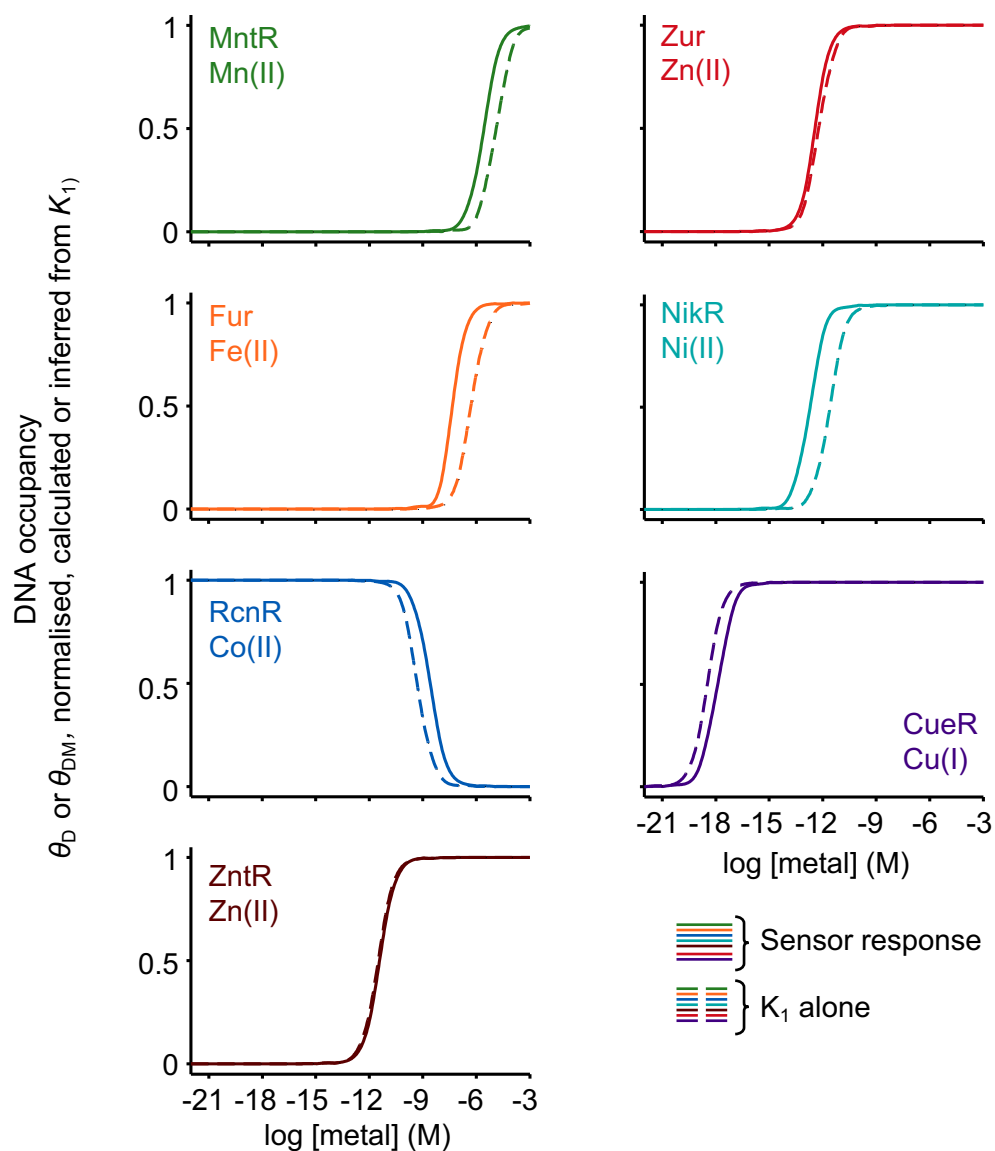 DNA occupancy
θD or θDM, normalised, calculated or inferred from K1)
MntR
Mn(II)
1
0.5
0
Zur
Zn(II)
Fur
Fe(II)
1
0.5
0
NikR
Ni(II)
RcnR
Co(II)
1
0.5
0
CueR
Cu(I)
-21 -18 -15 -12 -9 -6 -3
log [metal] (M)
ZntR
Zn(II)
1
0.5
0
-21 -18 -15 -12 -9 -6 -3
log [metal] (M)
Sensor response
K1 alone